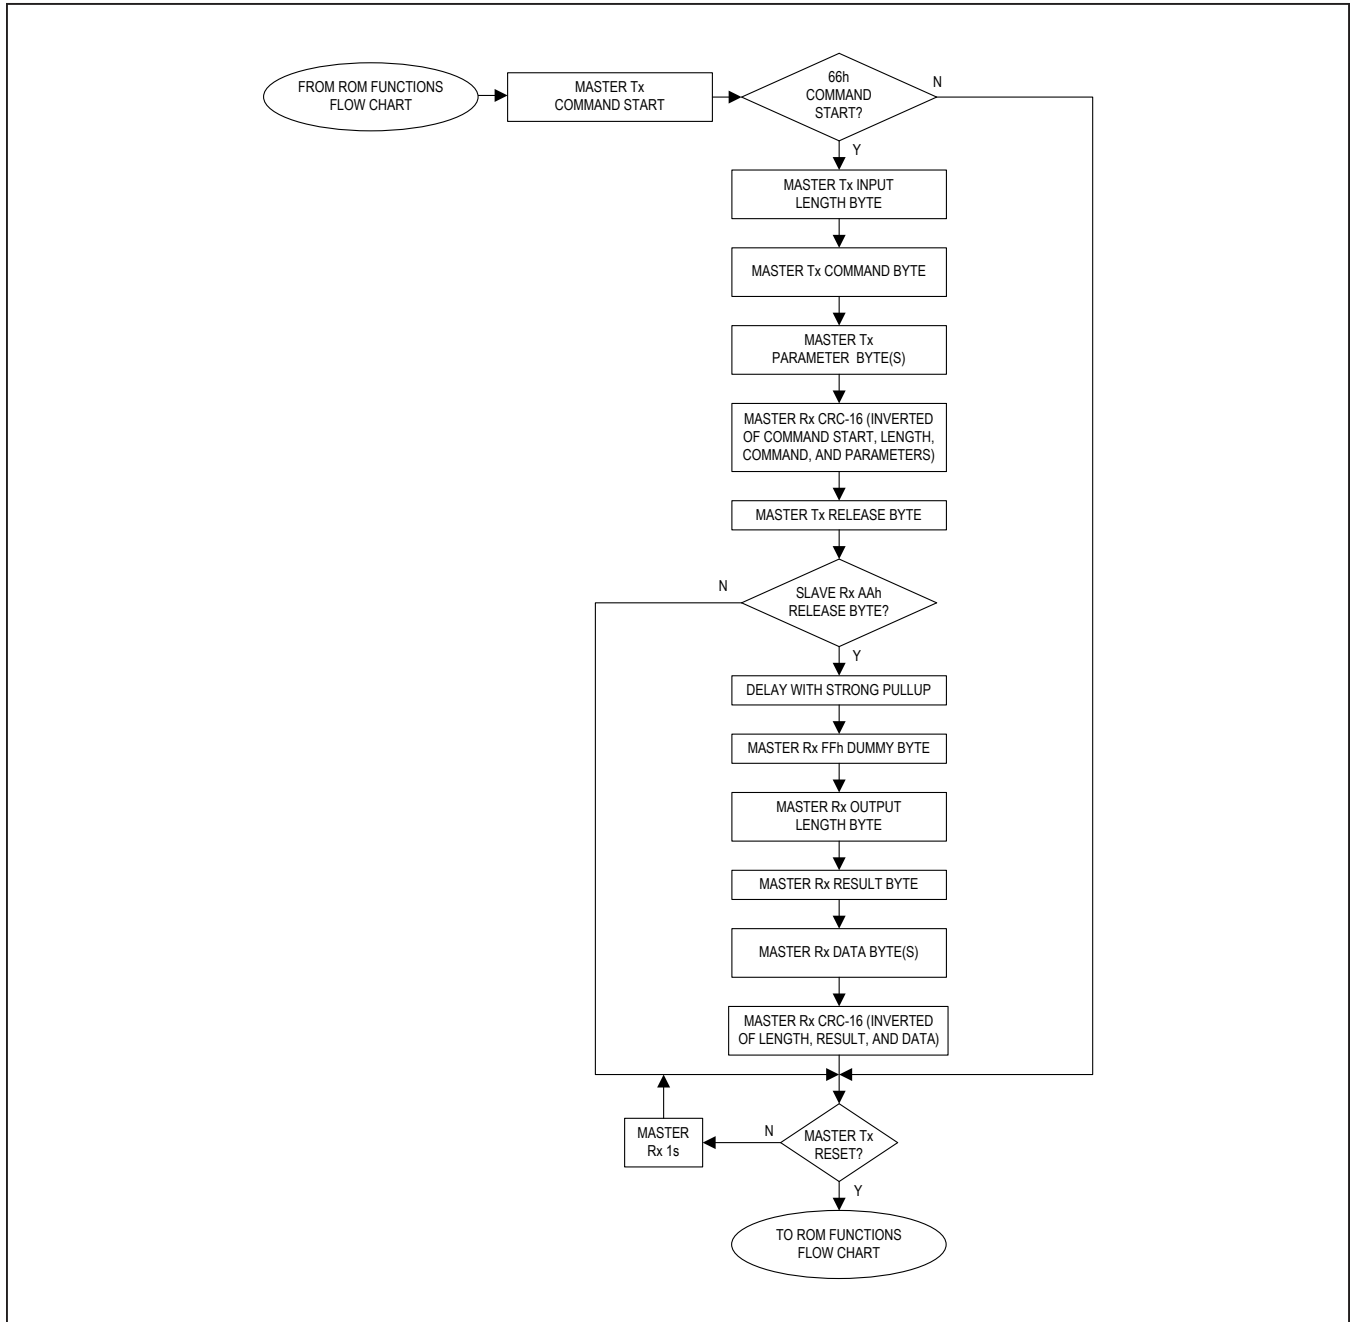 FROM ROM FUNCTIONS
FLOW CHART
MASTER Tx
COMMAND START
66h
COMMAND
START?
N
Y
MASTER Tx INPUT
LENGTH BYTE
MASTER Tx COMMAND BYTE
MASTER Tx
PARAMETER BYTE(S)
MASTER Rx CRC-16 (INVERTED
OF COMMAND START, LENGTH,
COMMAND, AND PARAMETERS)
MASTER Tx RELEASE BYTE
N
SLAVE Rx AAh
RELEASE BYTE?
Y
DELAY WITH STRONG PULLUP
MASTER Rx FFh DUMMY BYTE
MASTER Rx OUTPUT
LENGTH BYTE
MASTER Rx RESULT BYTE
MASTER Rx DATA BYTE(S)
MASTER Rx CRC-16 (INVERTED
OF LENGTH, RESULT, AND DATA)
MASTER
Rx 1s
N
MASTER Tx
RESET?
Y
TO ROM FUNCTIONS
FLOW CHART